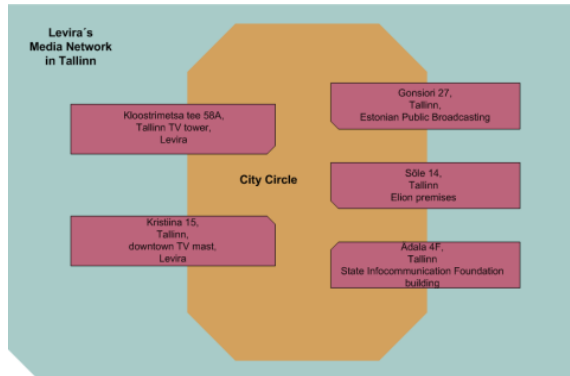 Levira´s
Media Network
in Tallinn
Kloostrimetsa tee 58A,
Tallinn TV tower,
Levira
Gonsiori 27,
Tallinn,
Estonian Public Broadcasting
City Circle
Sõle 14,
Tallinn
Elion premises
Kristiina 15,
Tallinn,
downtown TV mast,
Levira
Ädala 4F,
Tallinn
State Infocommunication Foundation
building